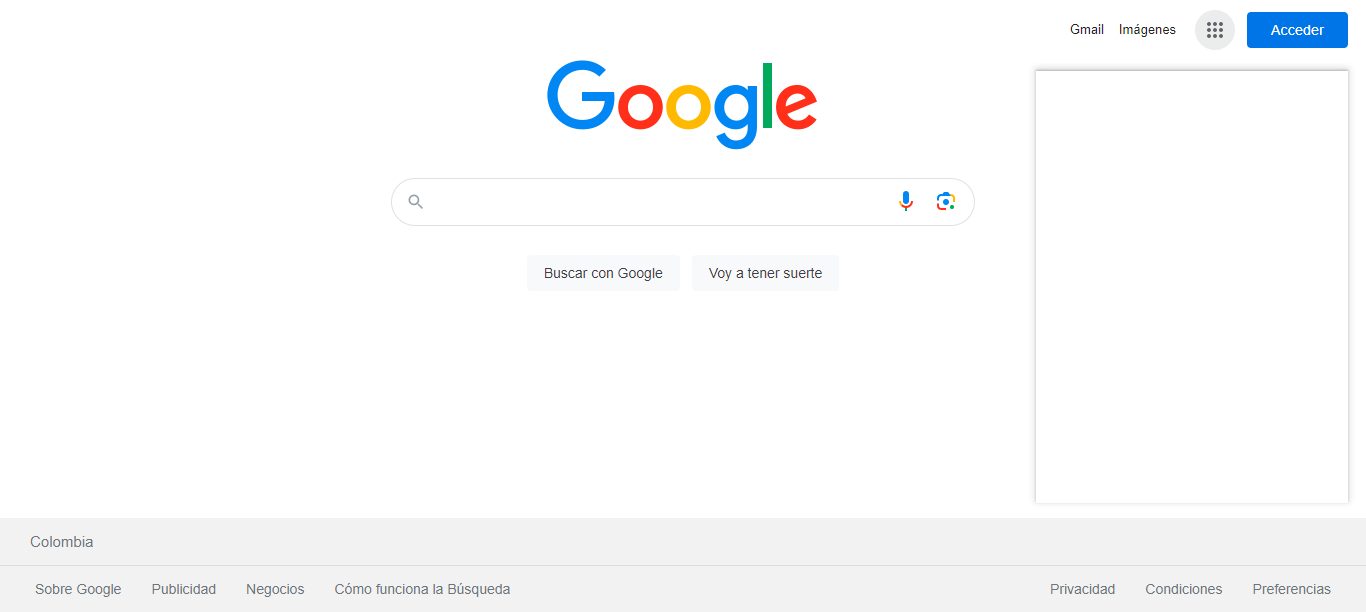 Gmail Imágenes Acceder
Google
Buscar con Google Voy a tener suerte
Colombia
Sobre Google Publicidad Negocios Cómo funciona la Búsqueda Privacidad Condiciones Preferencias